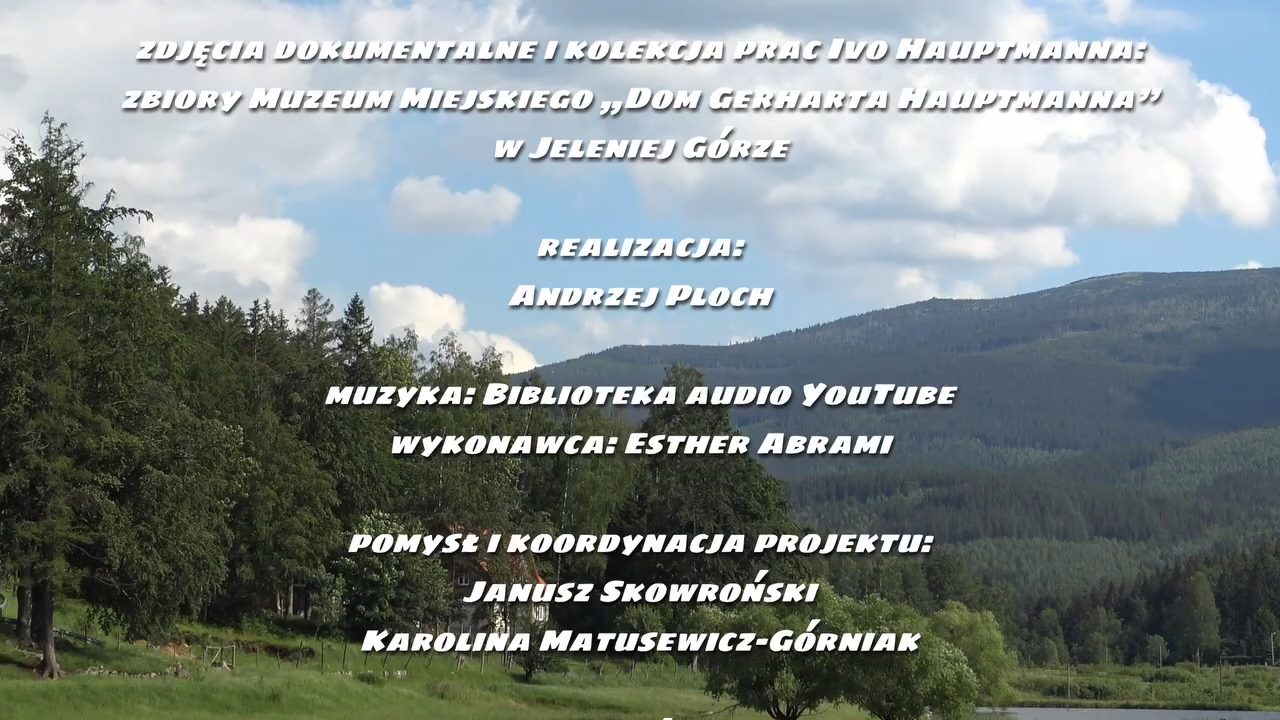 zdjęcia dokumentalne i kolekcja prac Ivo Hauptmanna:
zbiory Muzeum Miejskiego „Dom Gerharta Hauptmanna”
w Jeleniej Górze
realizacja:
Andrzej Ploch
muzyka: Biblioteka audio YouTube
wykonawca: Esther Abrami
pomysł i koordynacja projektu:
Janusz Skowroński
Karolina Matusewicz-Górniak